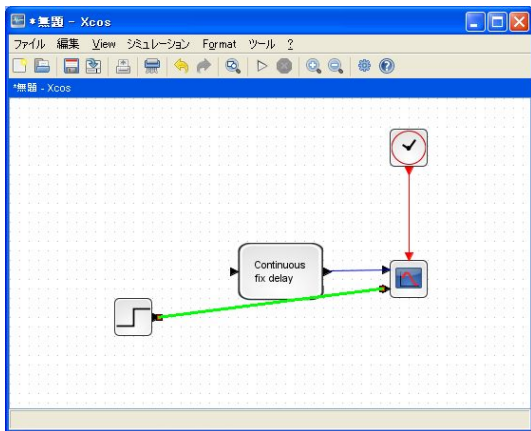 *無題 - Xcos
ファイル 編集 View シミュレーション Format ツール ?
*無題 - Xcos
Continuous
fix delay